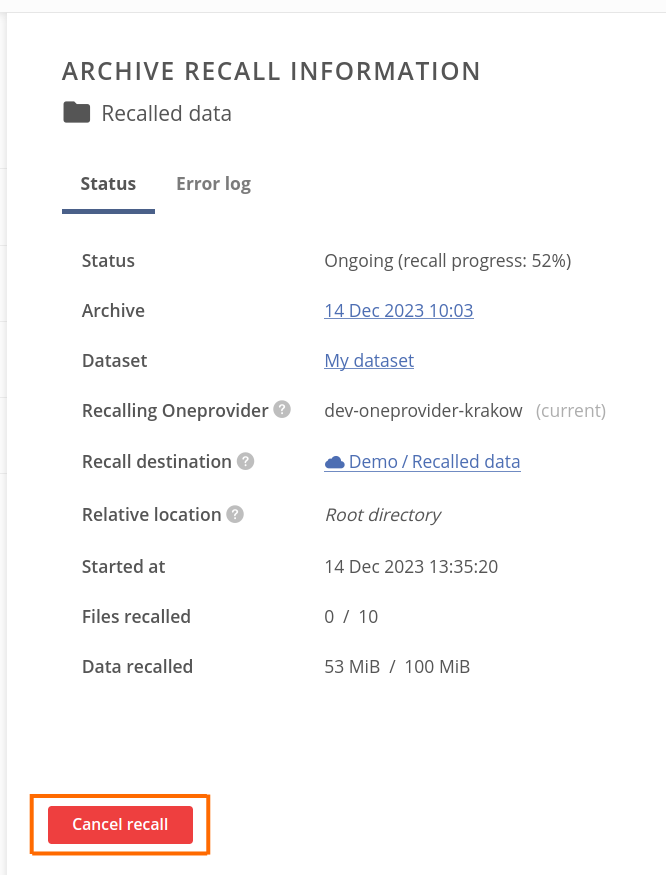 ARCHIVE RECALL INFORMATION
Recalled data
Status Error log
Status Ongoing (recall progress: 52%)
Archive 14 Dec 2023 10:03
Dataset My dataset
Recalling Oneprovider ? dev-oneprovider-krakow (current)
Recall destination ? Demo / Recalled data
Relative location ? Root directory
Started at 14 Dec 2023 13:35:20
Files recalled 0 / 10
Data recalled 53 MiB / 100 MiB
Cancel recall